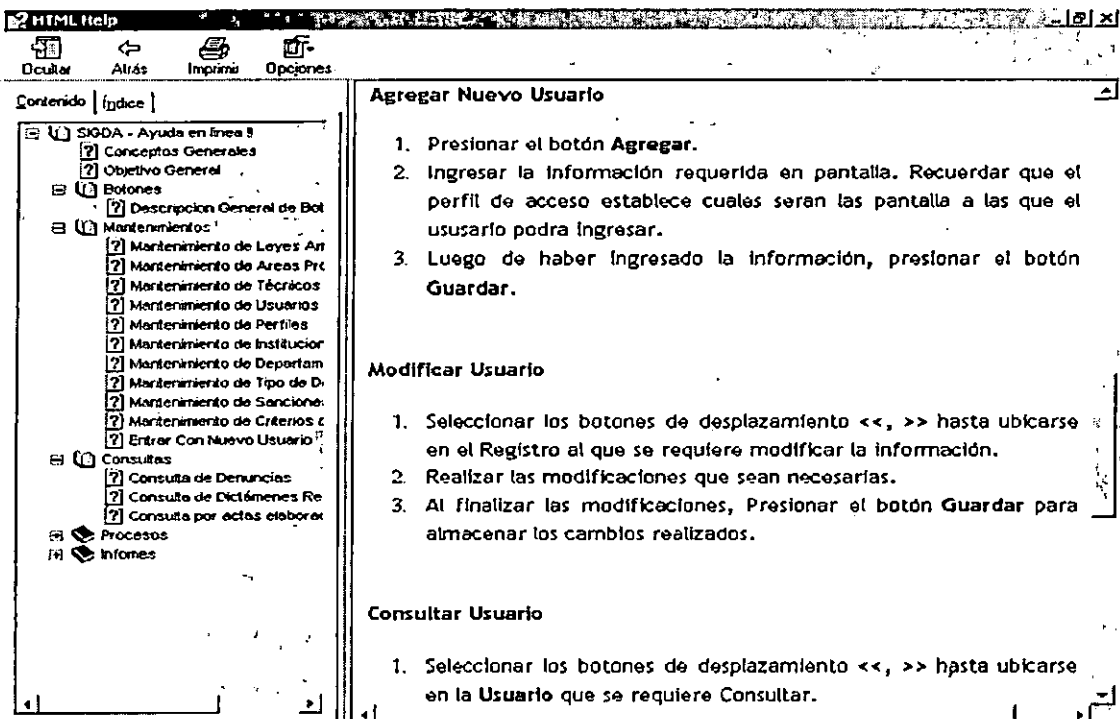 HTML Help
Ocultar Atrás Imprimir Opciones
Contenido Índice
SIGDA - Ayuda en línea
Conceptos Generales
Objetivo General
Botones
Descripcion General de Bot
Mantenimientos
Mantenimiento de Leyes Am
Mantenimiento de Areas Pro
Mantenimiento de Técnicos
Mantenimiento de Usuarios
Mantenimiento de Perfiles
Mantenimiento de Institucion
Mantenimiento de Departam
Mantenimiento de Tipo de D
Mantenimiento de Sancione
Mantenimiento de Criterios d
Entrar Con Nuevo Usuario
Consultas
Consulta de Denuncias
Consulta de Dictámenes Re
Consulta por actas elaborad
Procesos
Infomes
Agregar Nuevo Usuario
1. Presionar el botón Agregar.
2. Ingresar la información requerida en pantalla. Recuerdar que el
perfil de acceso establece cuales seran las pantalla a las que el
ususario podra ingresar.
3. Luego de haber ingresado la información, presionar el botón
Guardar.
Modificar Usuario
1. Seleccionar los botones de desplazamiento <<, >> hasta ubicarse
en el Registro al que se requiere modificar la información.
2. Realizar las modificaciones que sean necesarias.
3. Al finalizar las modificaciones, Presionar el botón Guardar para
almacenar los cambios realizados.
Consultar Usuario
1. Seleccionar los botones de desplazamiento <<, >> hasta ubicarse
en la Usuario que se requiere Consultar.